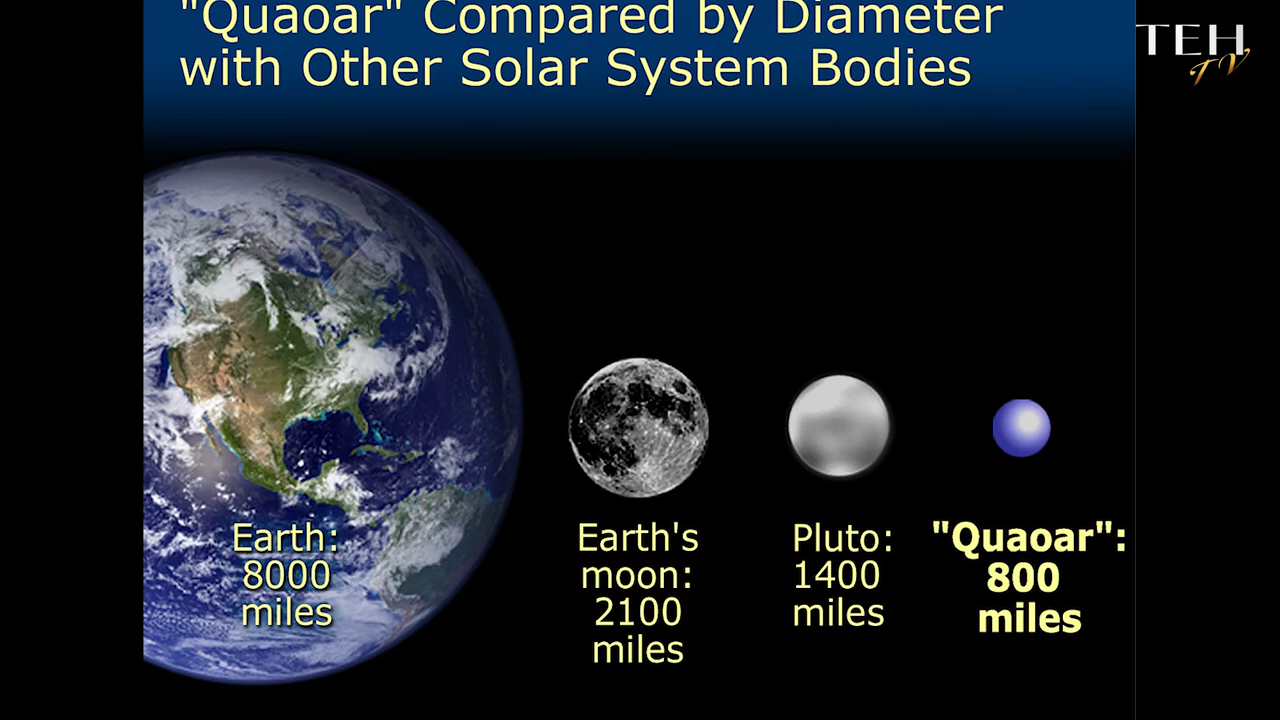 "Quaoar" Compared by Diameter
with Other Solar System Bodies
TEH
TV
Earth:
8000
miles
Earth's
moon:
2100
miles
Pluto:
1400
miles
"Quaoar":
800
miles